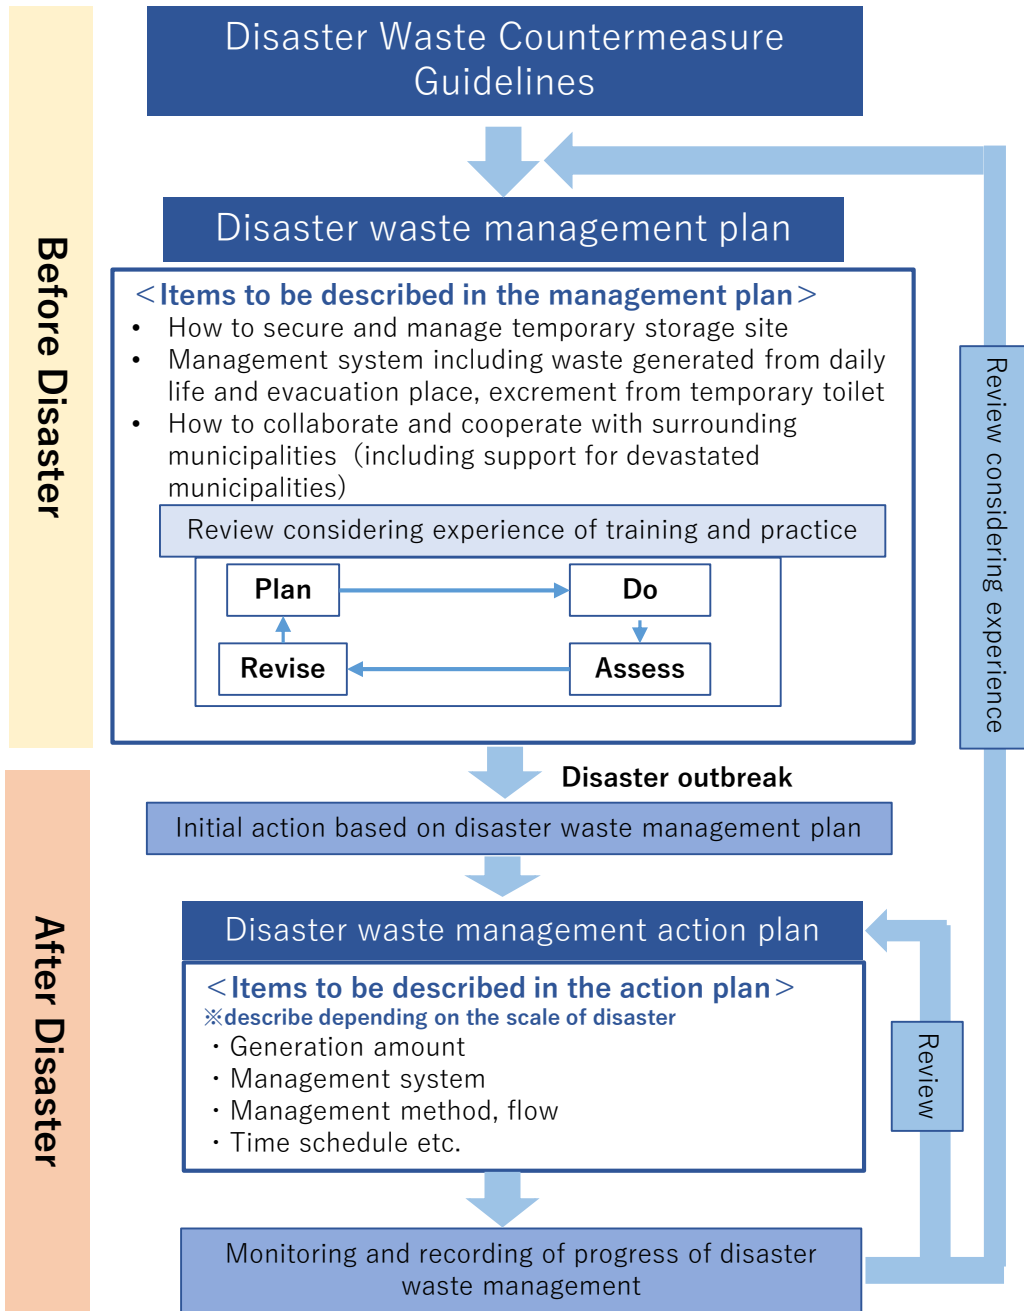 Disaster Waste Countermeasure
Guidelines
Before Disaster
Disaster waste management plan
＜Items to be described in the management plan＞
• How to secure and manage temporary storage site
• Management system including waste generated from daily
life and evacuation place, excrement from temporary toilet
• How to collaborate and cooperate with surrounding
municipalities（including support for devastated
municipalities）
Review considering experience of training and practice
Plan
Do
Revise
Assess
Review considering experience
Disaster outbreak
After Disaster
Initial action based on disaster waste management plan
Disaster waste management action plan
＜Items to be described in the action plan＞
※describe depending on the scale of disaster
・Generation amount
・Management system
・Management method, flow
・Time schedule etc.
Review
Monitoring and recording of progress of disaster
waste management